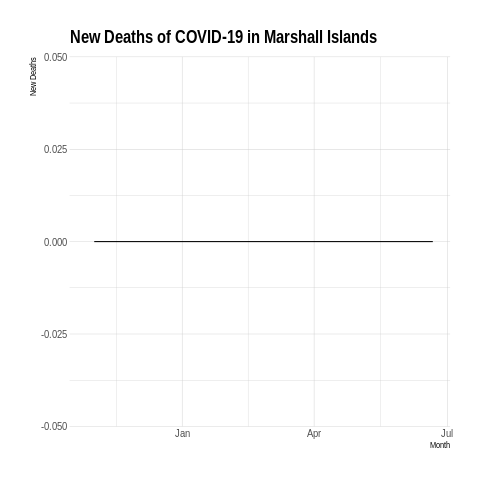 New Deaths of COVID-19 in Marshall Islands
New Deaths
0.050
0.025
0.000
-0.025
-0.050
Jan Apr Jul
Month